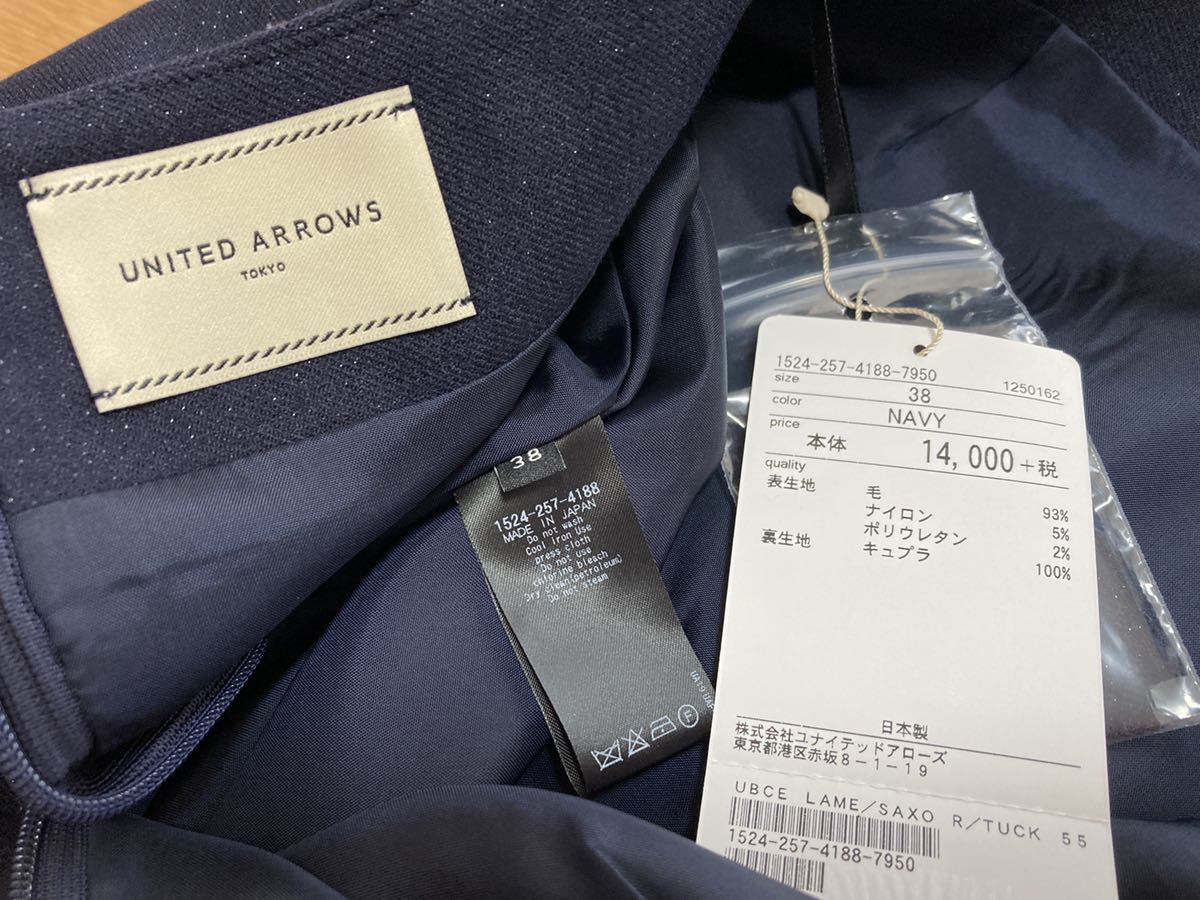 UNITED ARROWS
TOKYO
38
1524-257-4188
MADE IN JAPAN
Do not wash
Cool Iron Use
press cloth
Do not use
chlorine bleach
Dry clean(petroleum)
Do not steam
F
1524-257-4188-7950
1250162
size 38
color NAVY
price 本体 14,000+税
quality
表生地 毛 93%
ナイロン 5%
ポリウレタン 2%
裏生地 キュプラ 100%
日本製
株式会社ユナイテッドアローズ
東京都港区赤坂8-1-19
UBCE LAME/SAXO R/TUCK 55
1524-257-4188-7950